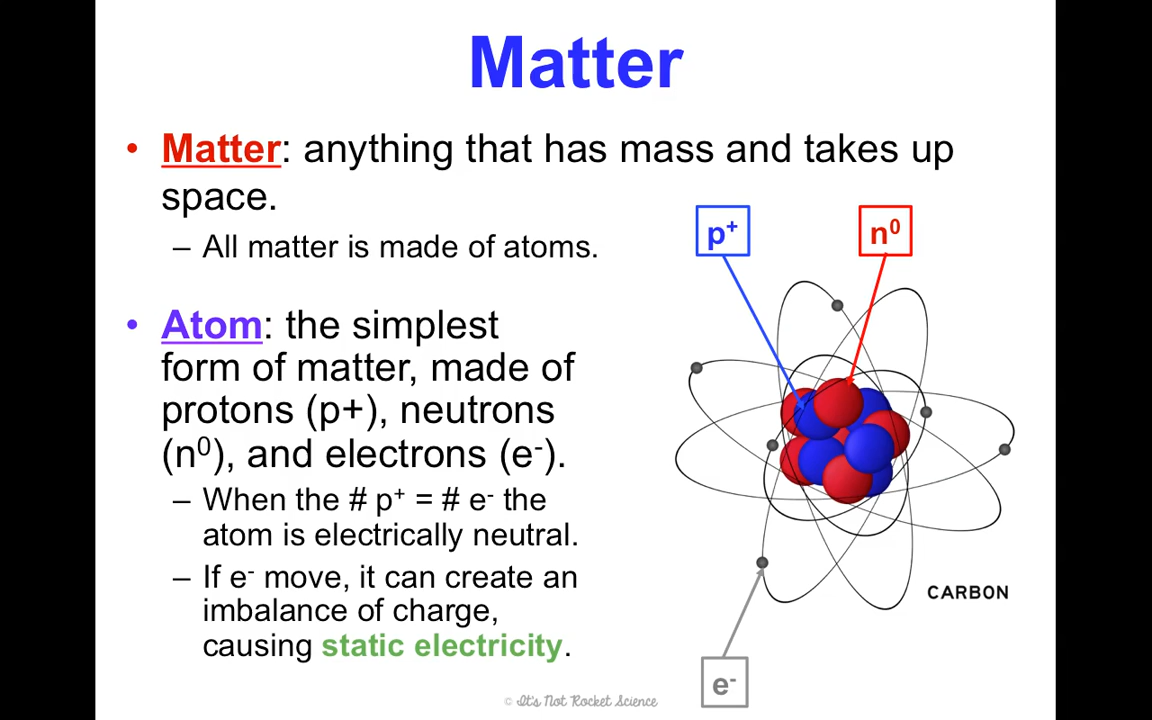 Matter
• Matter: anything that has mass and takes up
space.
– All matter is made of atoms.
p⁺
n⁰
• Atom: the simplest
form of matter, made of
protons (p+), neutrons
(n⁰), and electrons (e⁻).
– When the # p⁺ = # e⁻ the
atom is electrically neutral.
– If e⁻ move, it can create an
imbalance of charge,
causing static electricity.
CARBON
e⁻
© It's Not Rocket Science